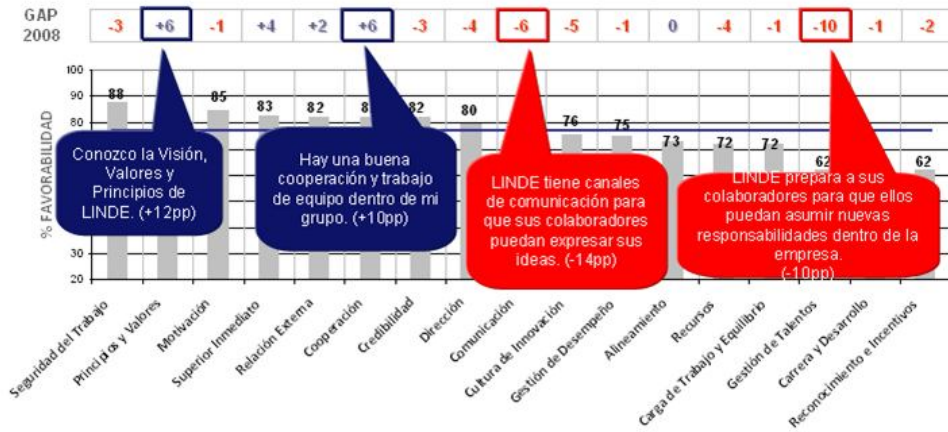 GAP
2008
-3 +6 -1 +4 +2 +6 -3 -4 -6 -5 -1 0 -4 -1 -10 -1 -2
% FAVORABILIDAD
100
90
80
30
20
88
85
83
82
82
80
76
75
73
72
72
62
62
Conozco la Visión,
Valores y
Principios de
LINDE. (+12pp)
Hay una buena
cooperación y trabajo
de equipo dentro de mi
grupo. (+10pp)
LINDE tiene canales
de comunicación para
que sus colaboradores
puedan expresar sus
ideas. (-14pp)
LINDE prepara a sus
colaboradores para que ellos
puedan asumir nuevas
responsabilidades dentro de la
empresa.
(-10pp)
Seguridad del Trabajo
Principios y Valores
Motivación
Superior Inmediato
Relación Externa
Cooperación
Credibilidad
Dirección
Comunicación
Cultura de Innovación
Gestión de Desempeño
Alineamiento
Recursos
Carga de Trabajo y Equilibrio
Gestión de Talentos
Carrera y Desarrollo
Reconocimiento e Incentivos